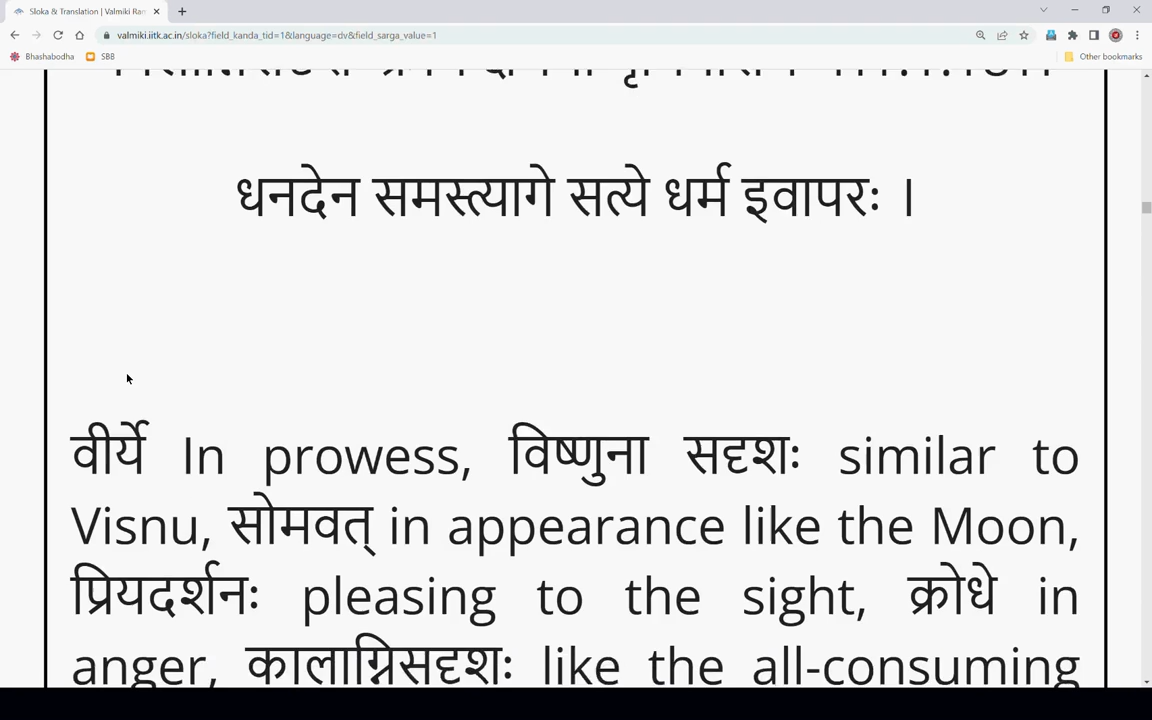 Sloka & Translation | Valmiki Ram
valmiki.iitk.ac.in/sloka?field_kanda_tid=1&language=dv&field_sarga_value=1
Bhashabodha SBB Other bookmarks
धनदेन समस्त्यागे सत्ये धर्म इवापरः ।
वीर्ये In prowess, विष्णुना सदृशः similar to
Visnu, सोमवत् in appearance like the Moon,
प्रियदर्शनः pleasing to the sight, क्रोधे in
anger, कालाग्निसदृशः like the all-consuming